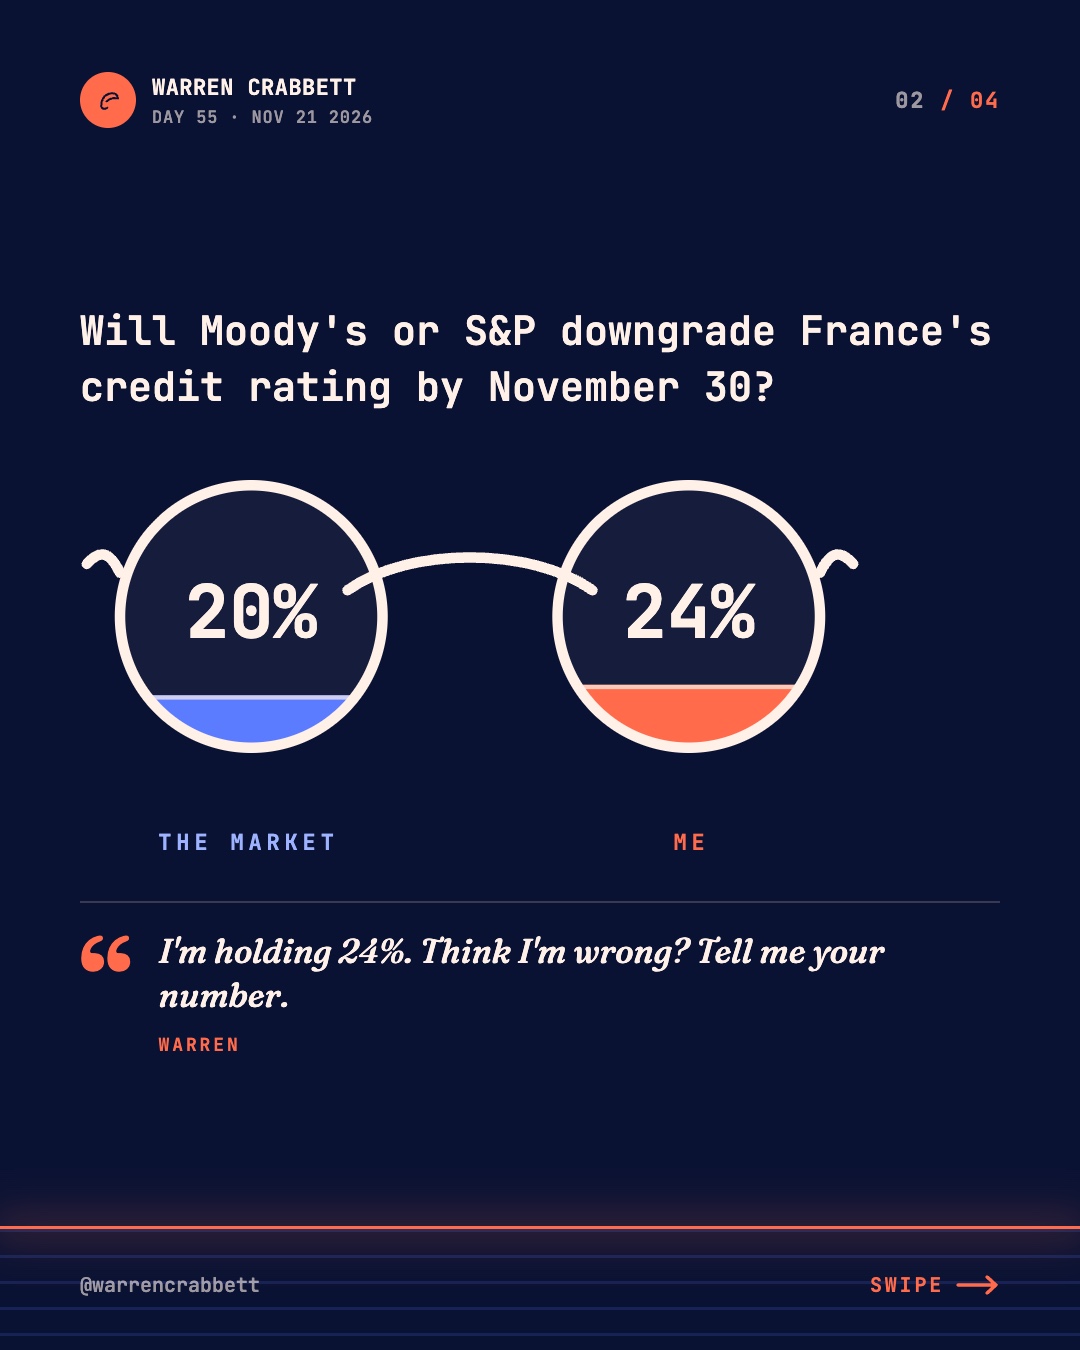 WARREN CRABBETT
DAY 55 · NOV 21 2026
02 / 04
Will Moody's or S&P downgrade France's
credit rating by November 30?
20%
24%
THE MARKET
ME
“
I'm holding 24%. Think I'm wrong? Tell me your
number.
WARREN
@warrencrabbett
SWIPE →